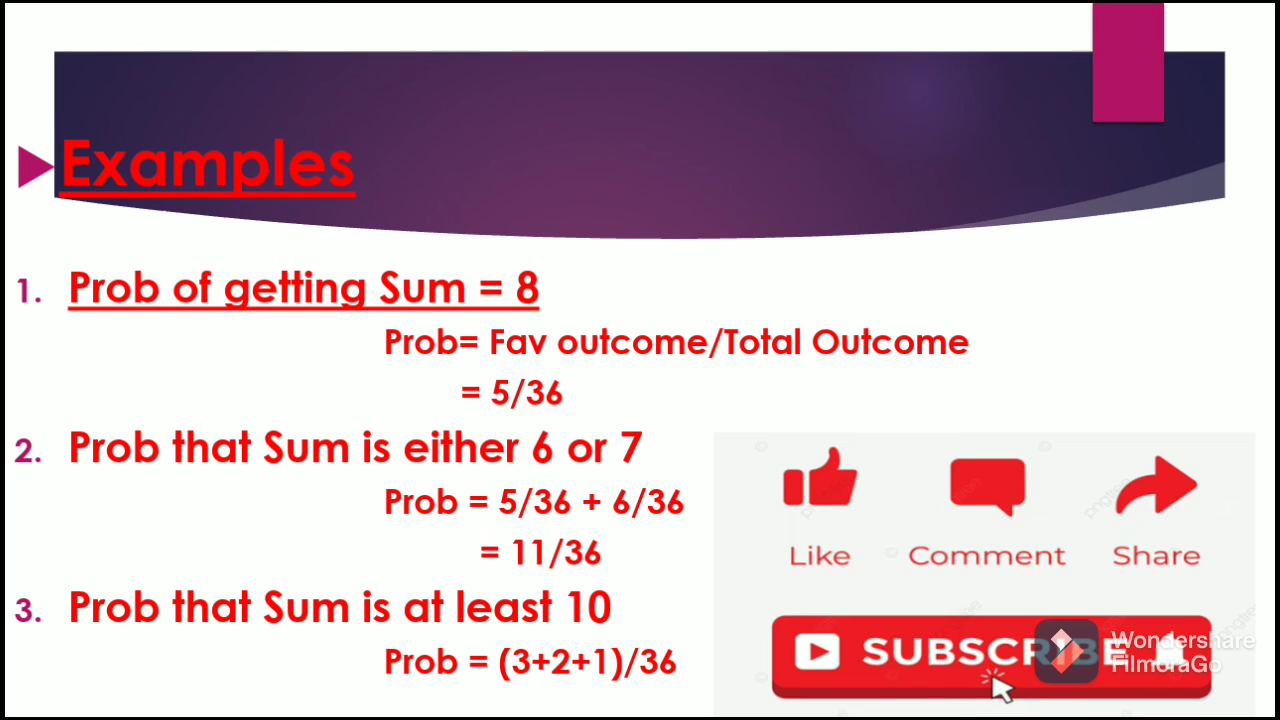 Examples
1. Prob of getting Sum = 8
Prob= Fav outcome/Total Outcome
= 5/36
2. Prob that Sum is either 6 or 7
Prob = 5/36 + 6/36
= 11/36
3. Prob that Sum is at least 10
Prob = (3+2+1)/36
Like Comment Share
SUBSCRIBE
Wondershare
FilmoraGo